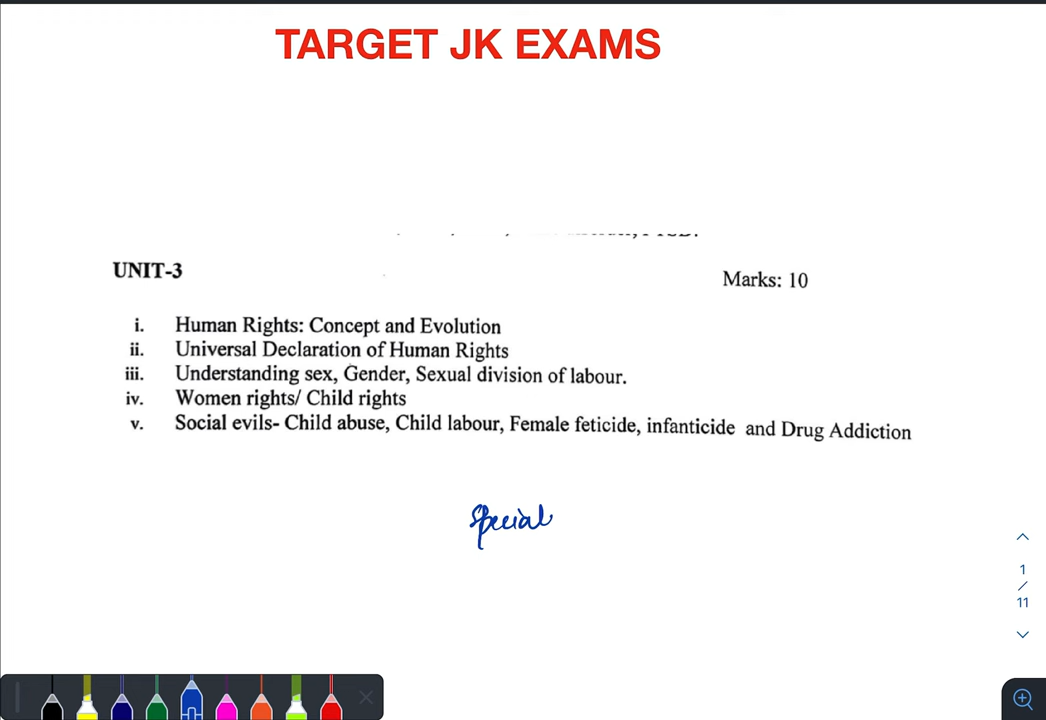 TARGET JK EXAMS
UNIT-3
Marks: 10
i. Human Rights: Concept and Evolution
ii. Universal Declaration of Human Rights
iii. Understanding sex, Gender, Sexual division of labour.
iv. Women rights/ Child rights
v. Social evils- Child abuse, Child labour, Female feticide, infanticide and Drug Addiction
Special
1
/
11